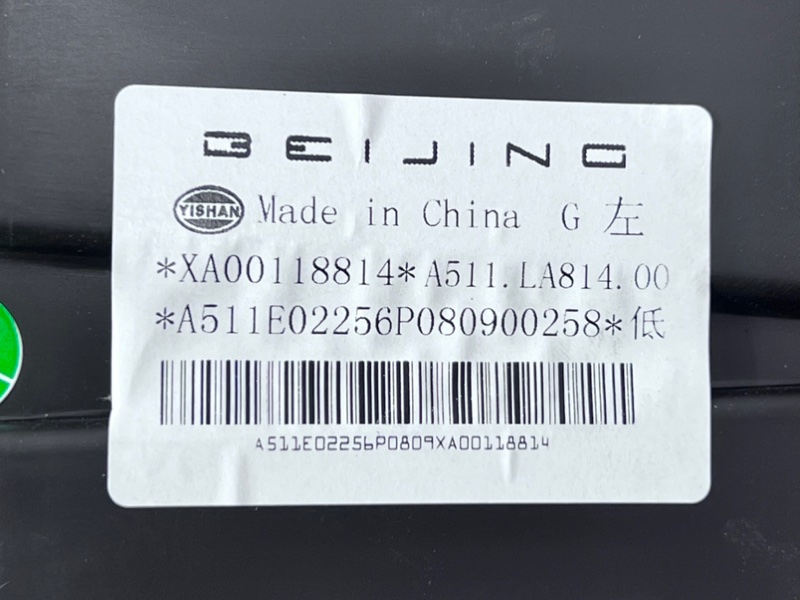 BEIJING
YISHAN Made in China G 左
*XA00118814* A511.LA814.00
*A511E02256P080900258*低
A511E02256P0809XA00118814